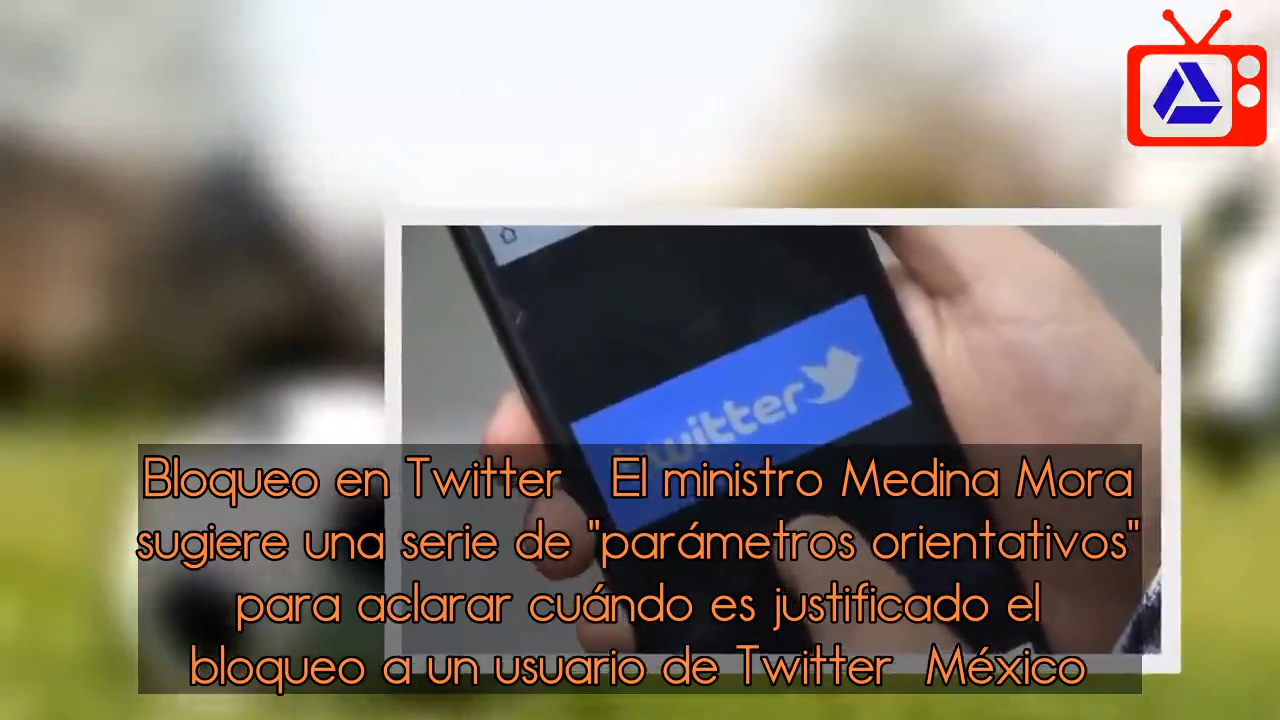 twitter
Bloqueo en Twitter El ministro Medina Mora
sugiere una serie de "parámetros orientativos"
para aclarar cuándo es justificado el
bloqueo a un usuario de Twitter México